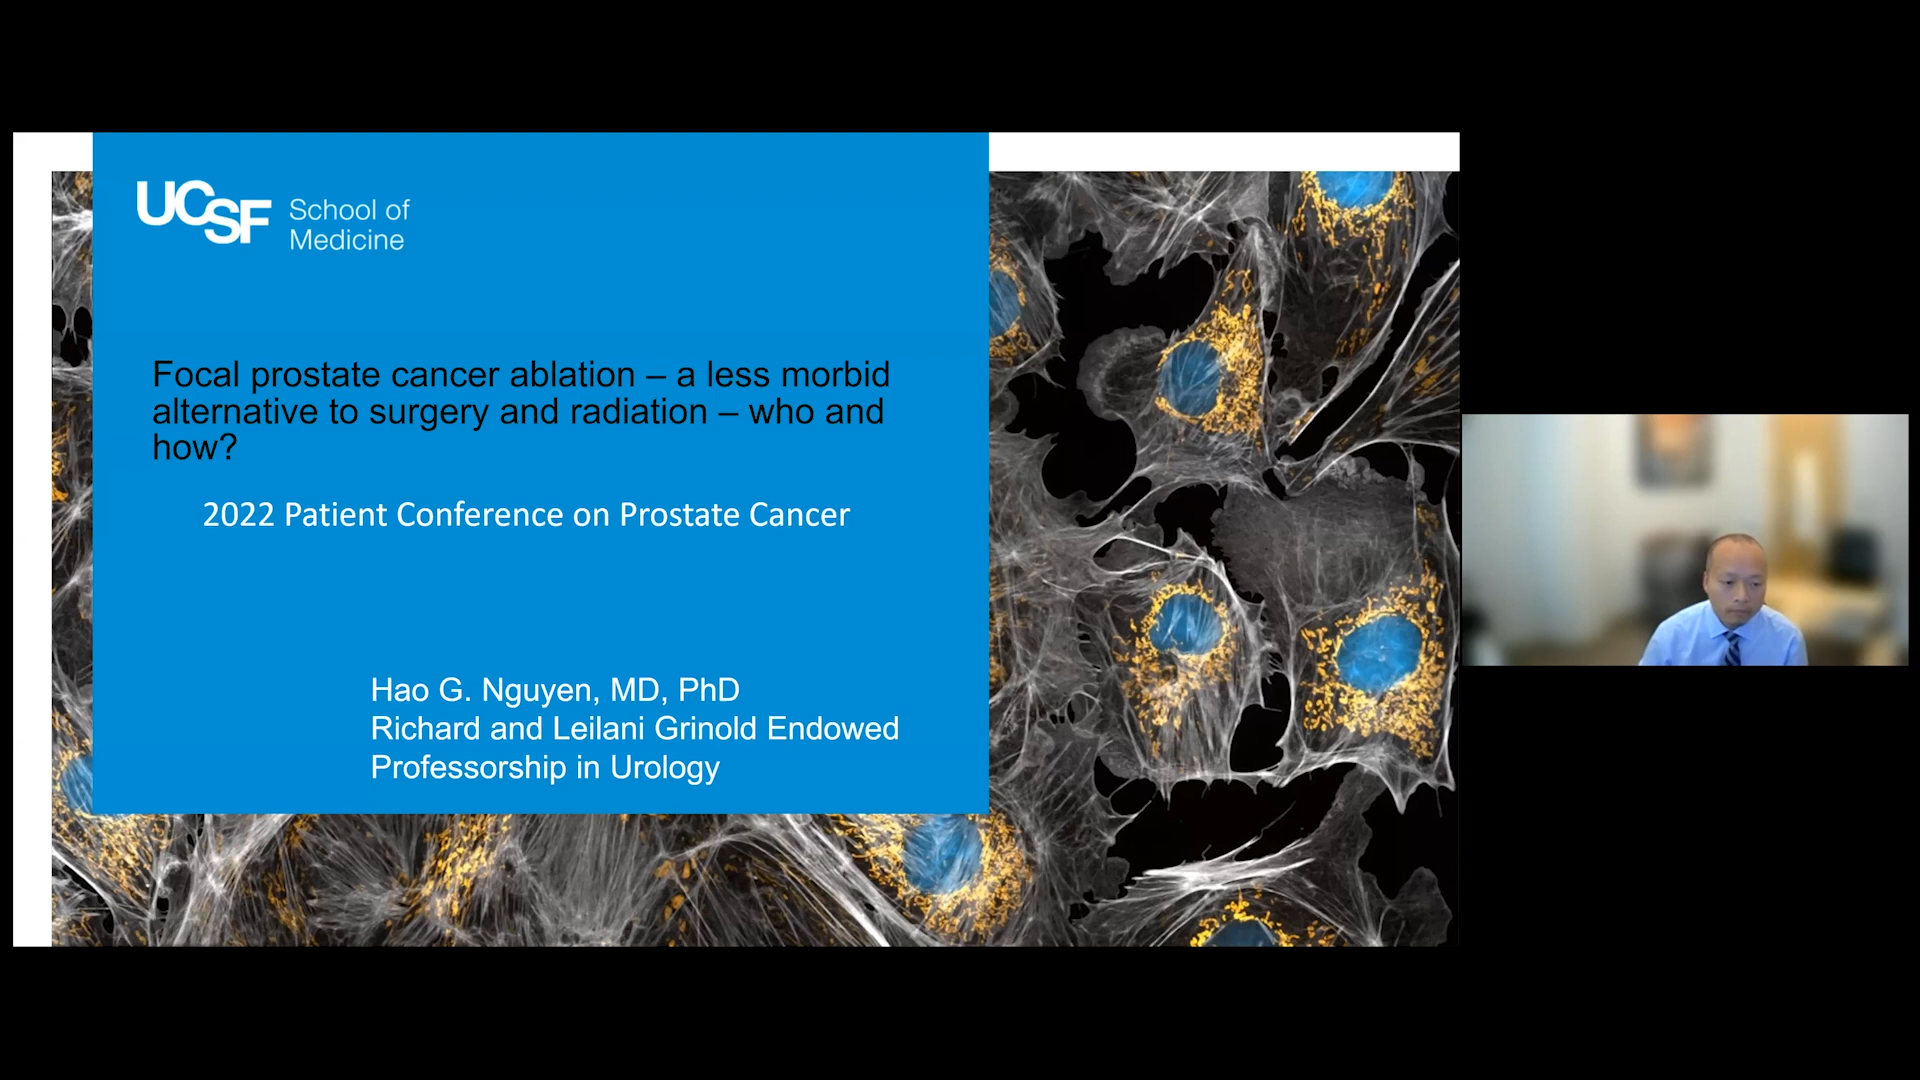 UCSF
School of
Medicine
Focal prostate cancer ablation – a less morbid
alternative to surgery and radiation – who and
how?
2022 Patient Conference on Prostate Cancer
Hao G. Nguyen, MD, PhD
Richard and Leilani Grinold Endowed
Professorship in Urology